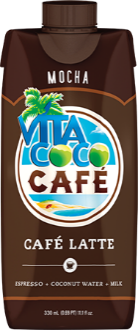 MOCHA
VITA
COCO
CAFÉ
CAFÉ LATTE
ESPRESSO + COCONUT WATER + MILK